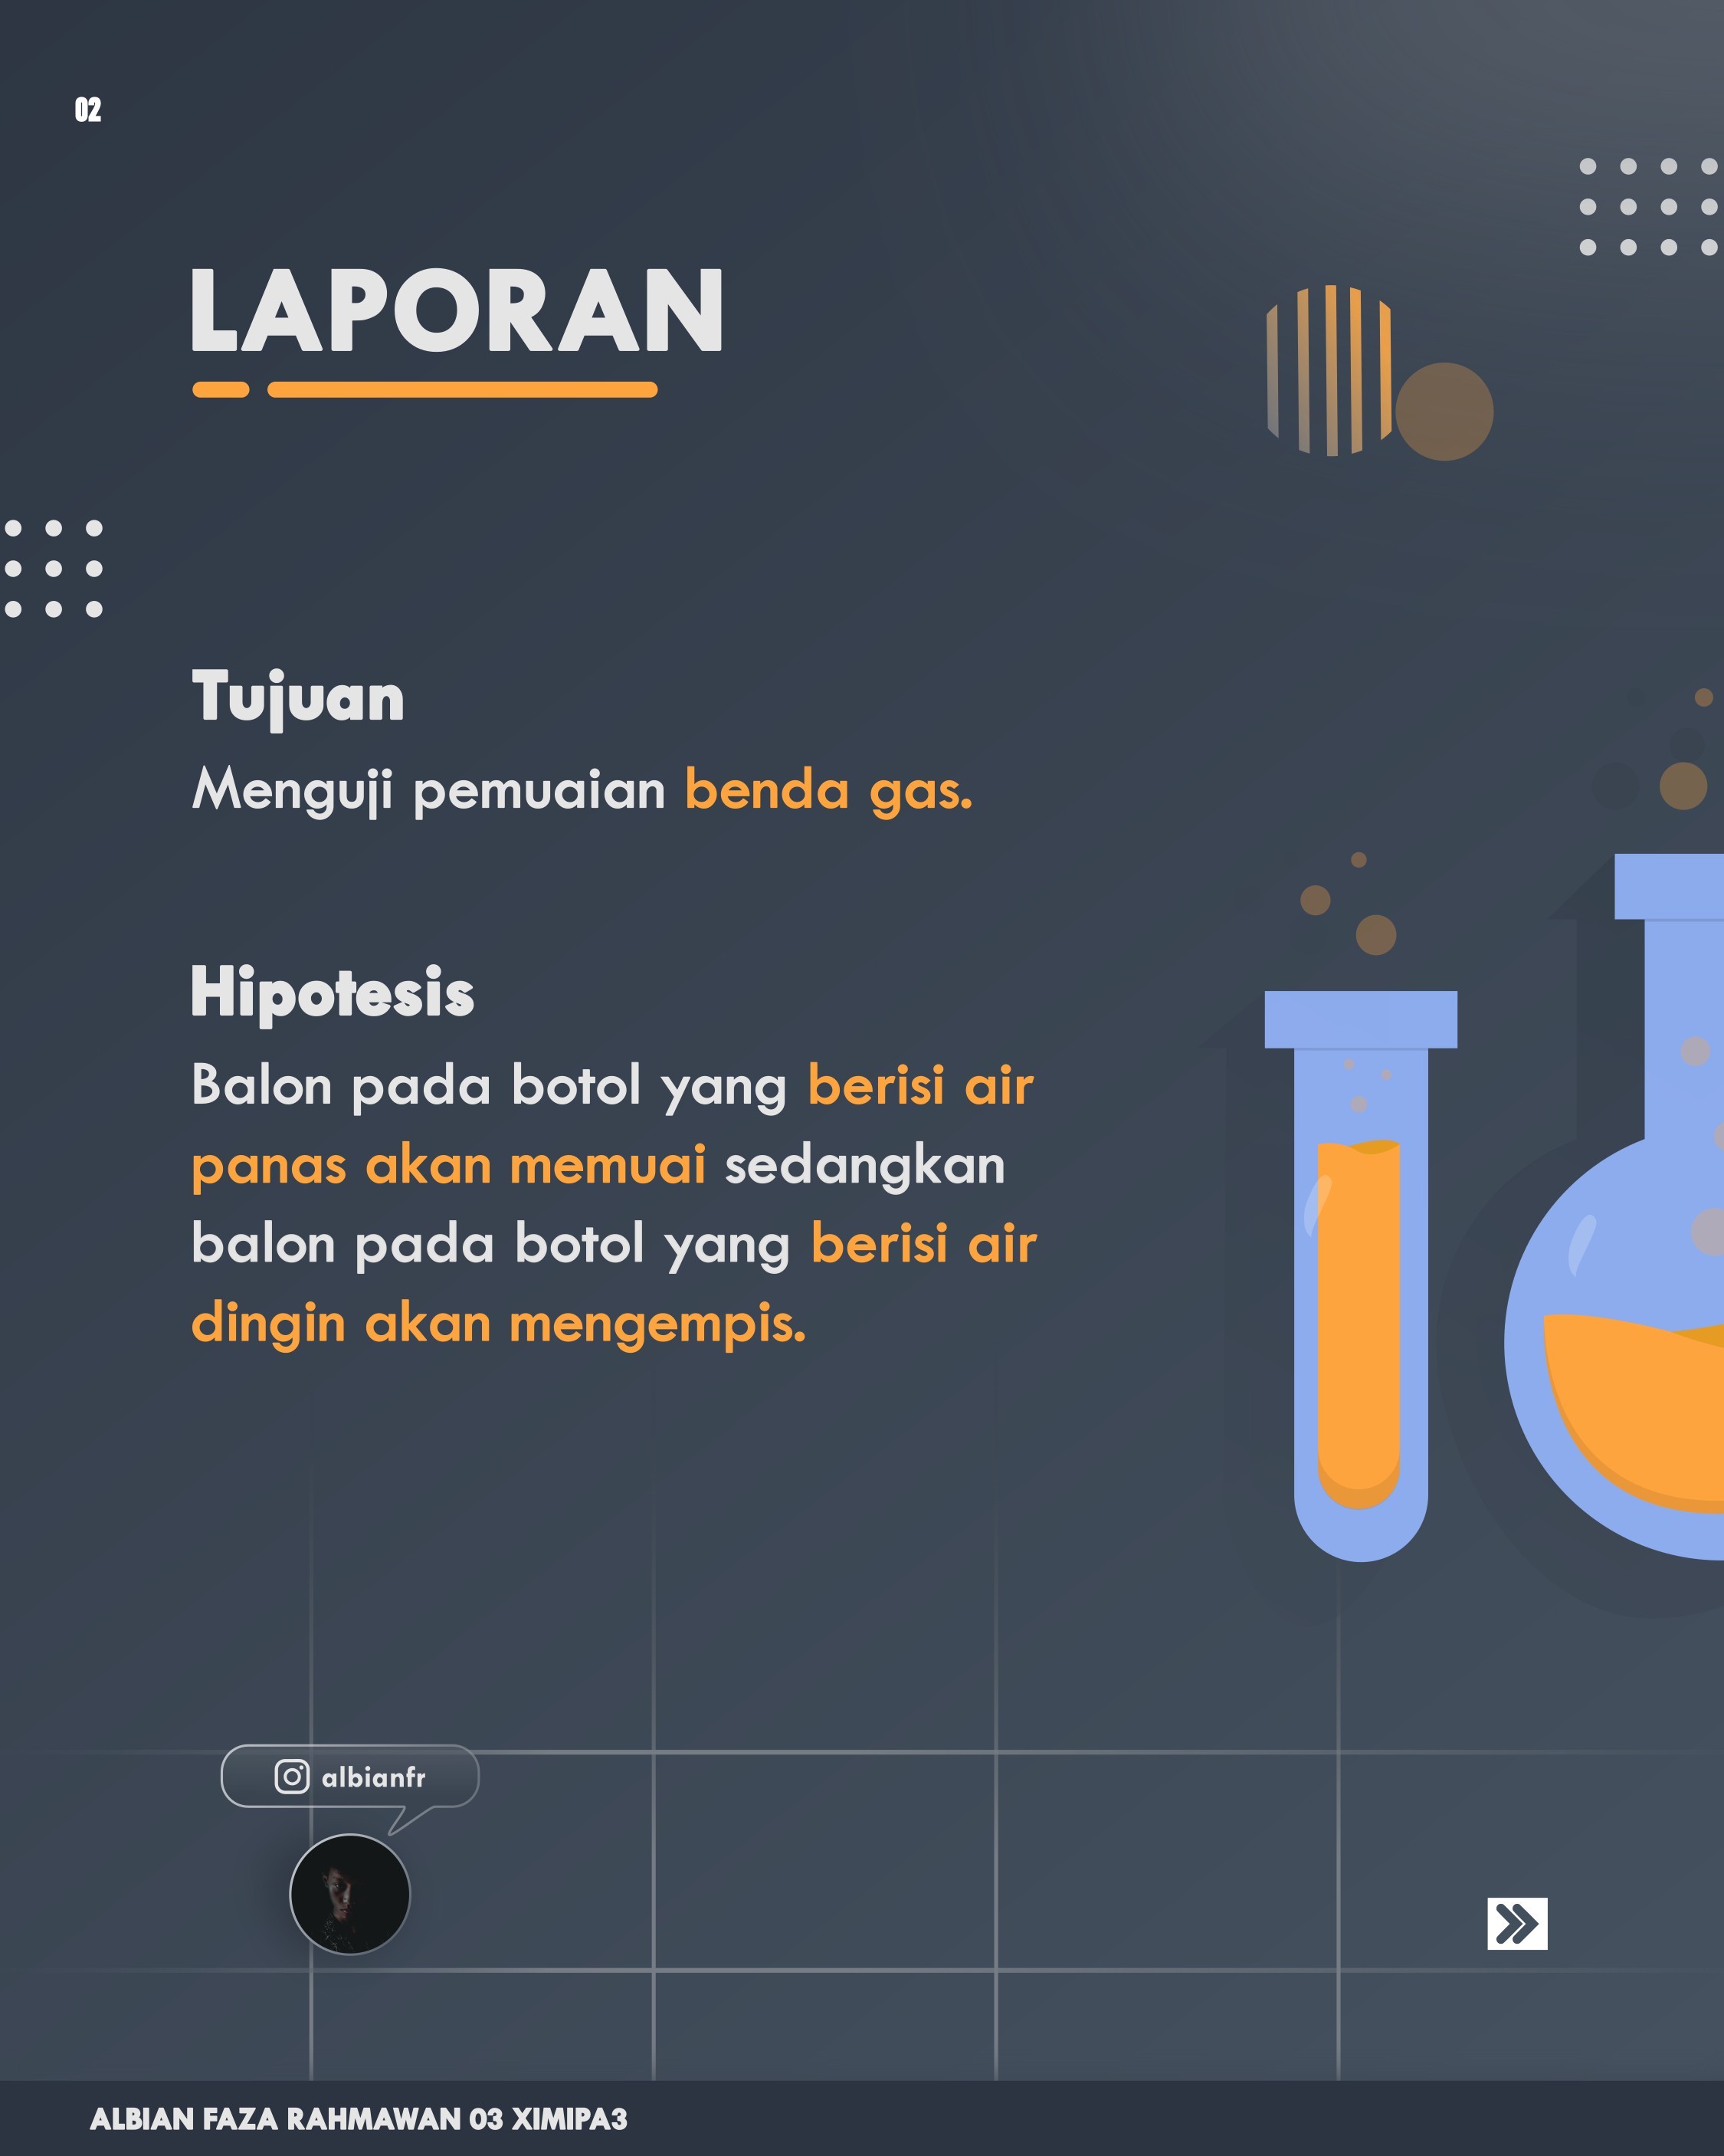 02
LAPORAN
Tujuan
Menguji pemuaian benda gas.
Hipotesis
Balon pada botol yang berisi air
panas akan memuai sedangkan
balon pada botol yang berisi air
dingin akan mengempis.
albianfr
ALBIAN FAZA RAHMAWAN 03 XIMIPA3